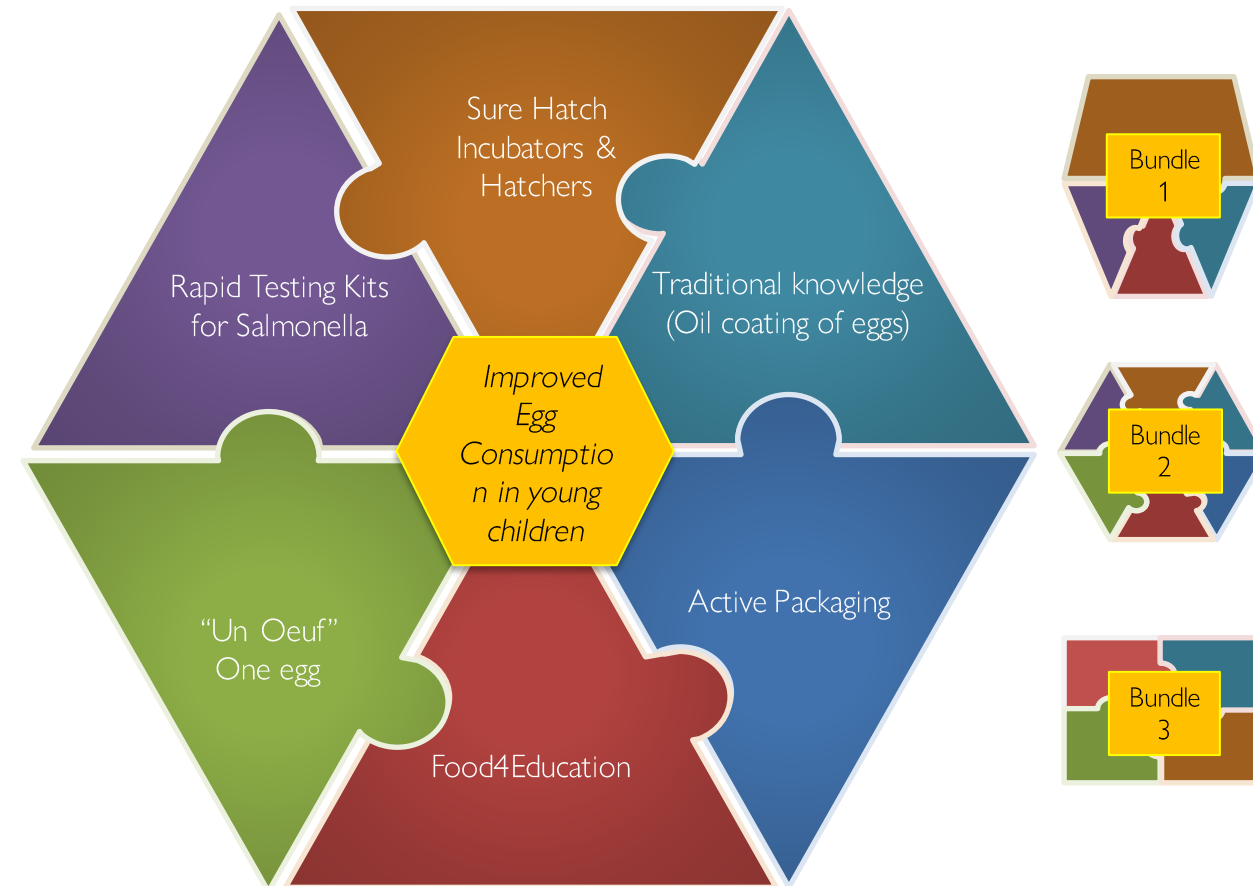 Sure Hatch
Incubators &
Hatchers
Rapid Testing Kits
for Salmonella
Traditional knowledge
(Oil coating of eggs)
Improved
Egg
Consumptio
n in young
children
“Un Oeuf”
One egg
Active Packaging
Food4Education
Bundle
1
Bundle
2
Bundle
3